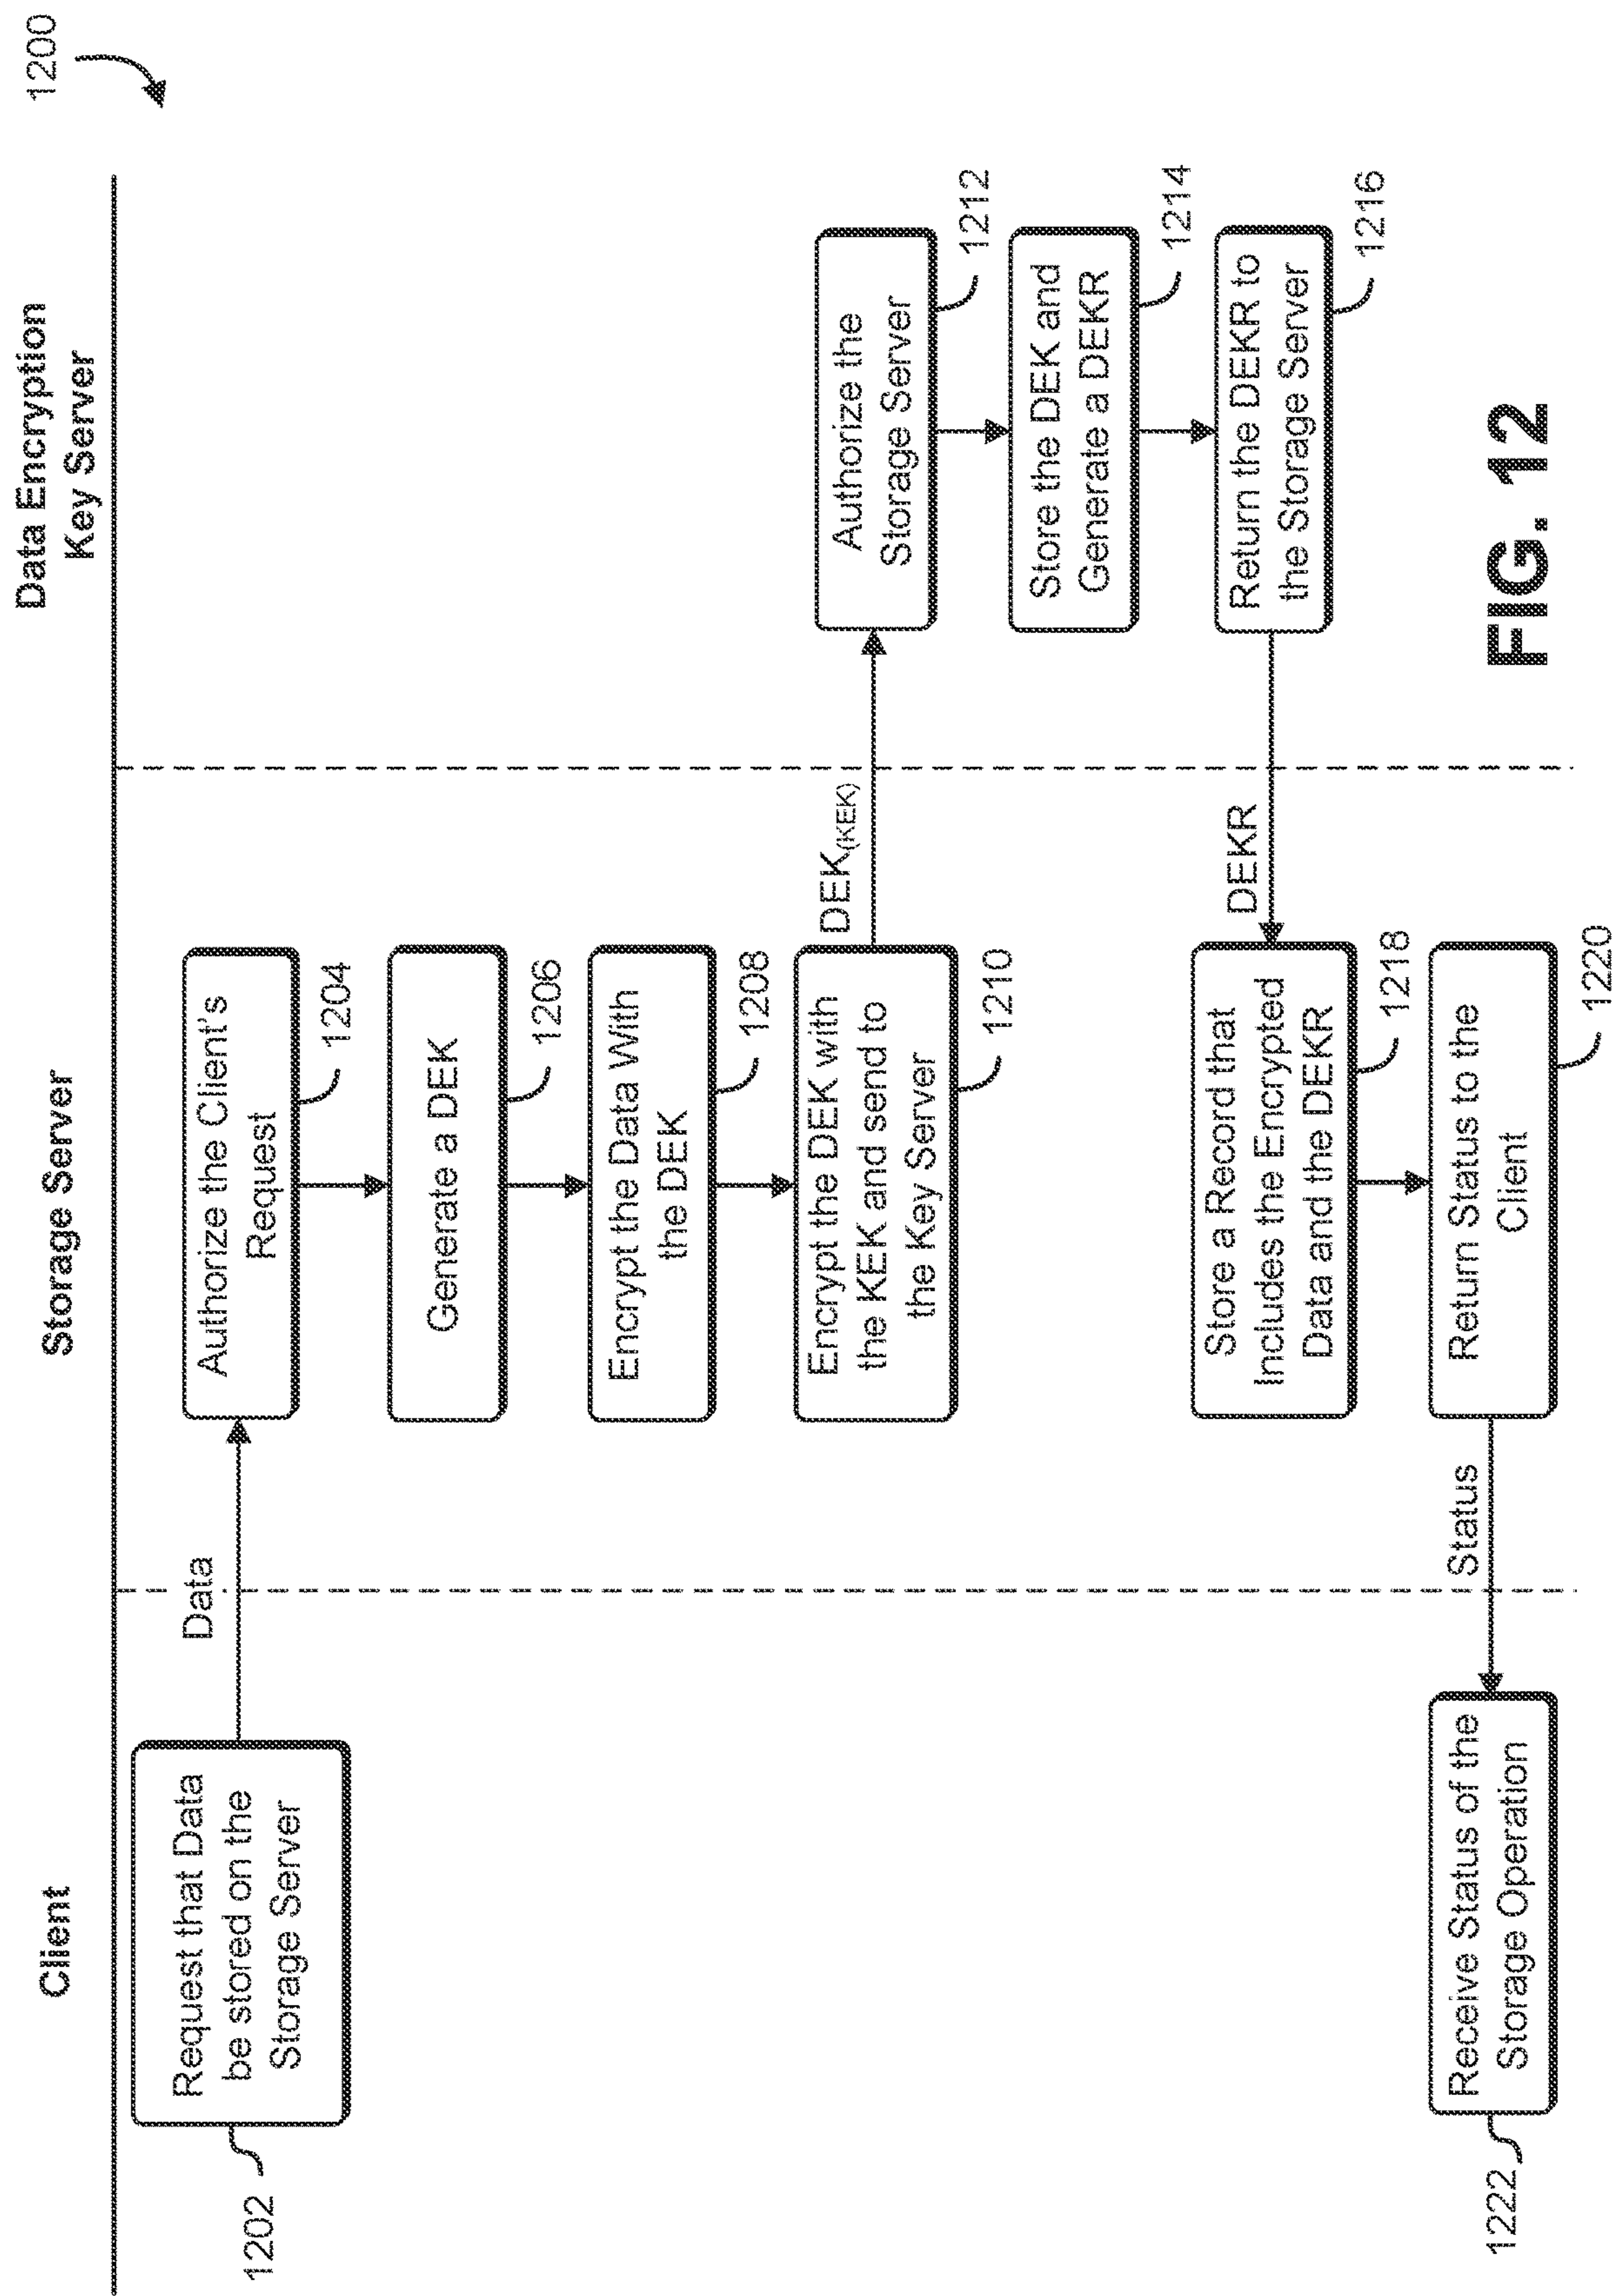 1200
Client
Storage Server
Data Encryption
Key Server
Request that Data
be stored on the
Storage Server
1202
Data
Authorize the Client's
Request
1204
Generate a DEK
1206
Encrypt the Data With
the DEK
1208
Encrypt the DEK with
the KEK and send to
the Key Server
1210
DEK(KEK)
Authorize the
Storage Server
1212
Store the DEK and
Generate a DEKR
1214
Return the DEKR to
the Storage Server
1216
DEKR
Store a Record that
Includes the Encrypted
Data and the DEKR
1218
Return Status to the
Client
1220
Status
Receive Status of the
Storage Operation
1222
FIG. 12